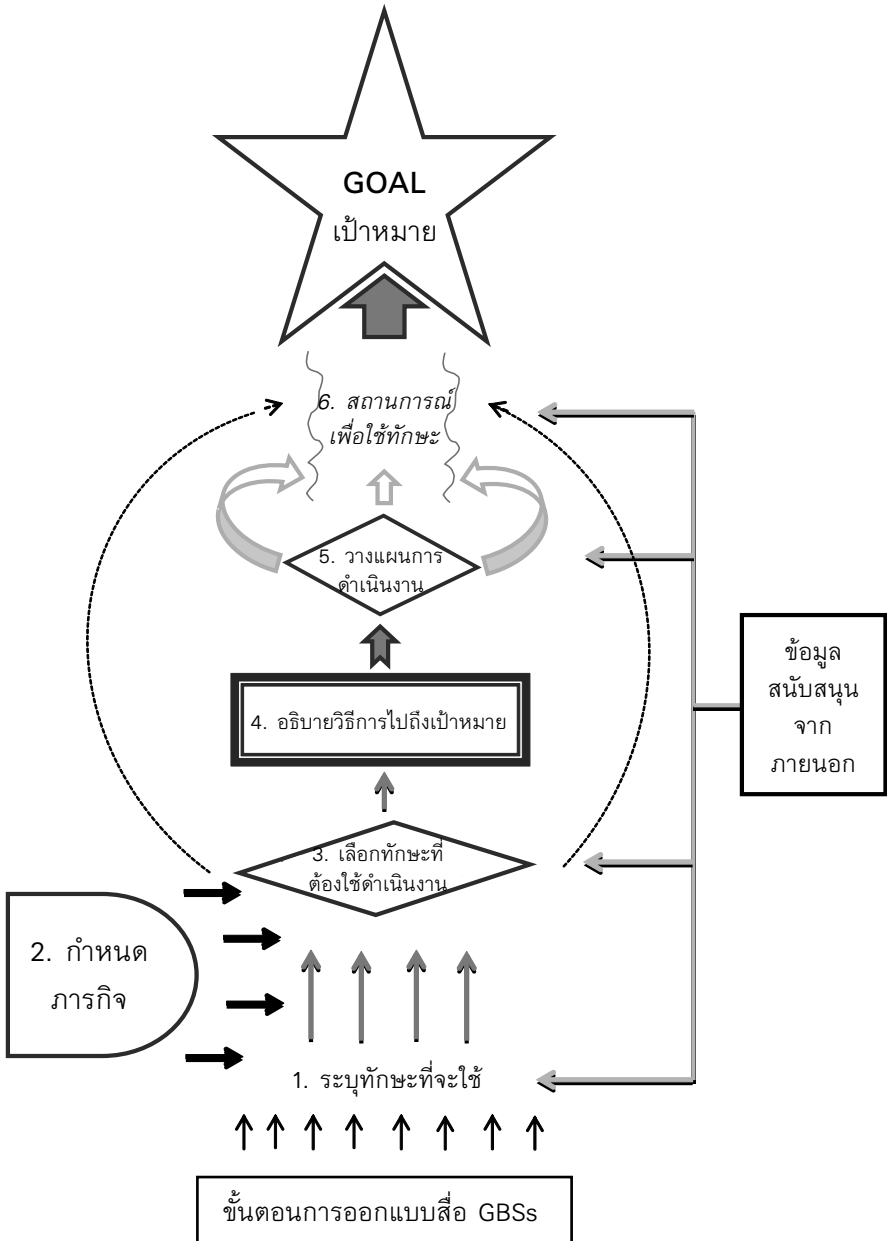 GOAL
เป้าหมาย
6. สถานการณ์
เพื่อใช้ทักษะ
5. วางแผนการ
ดำเนินงาน
ข้อมูล
สนับสนุน
จาก
ภายนอก
4. อธิบายวิธีการไปถึงเป้าหมาย
3. เลือกทักษะที่
ต้องใช้ดำเนินงาน
2. กำหนด
ภารกิจ
1. ระบุทักษะที่จะใช้
ขั้นตอนการออกแบบสื่อ GBSs